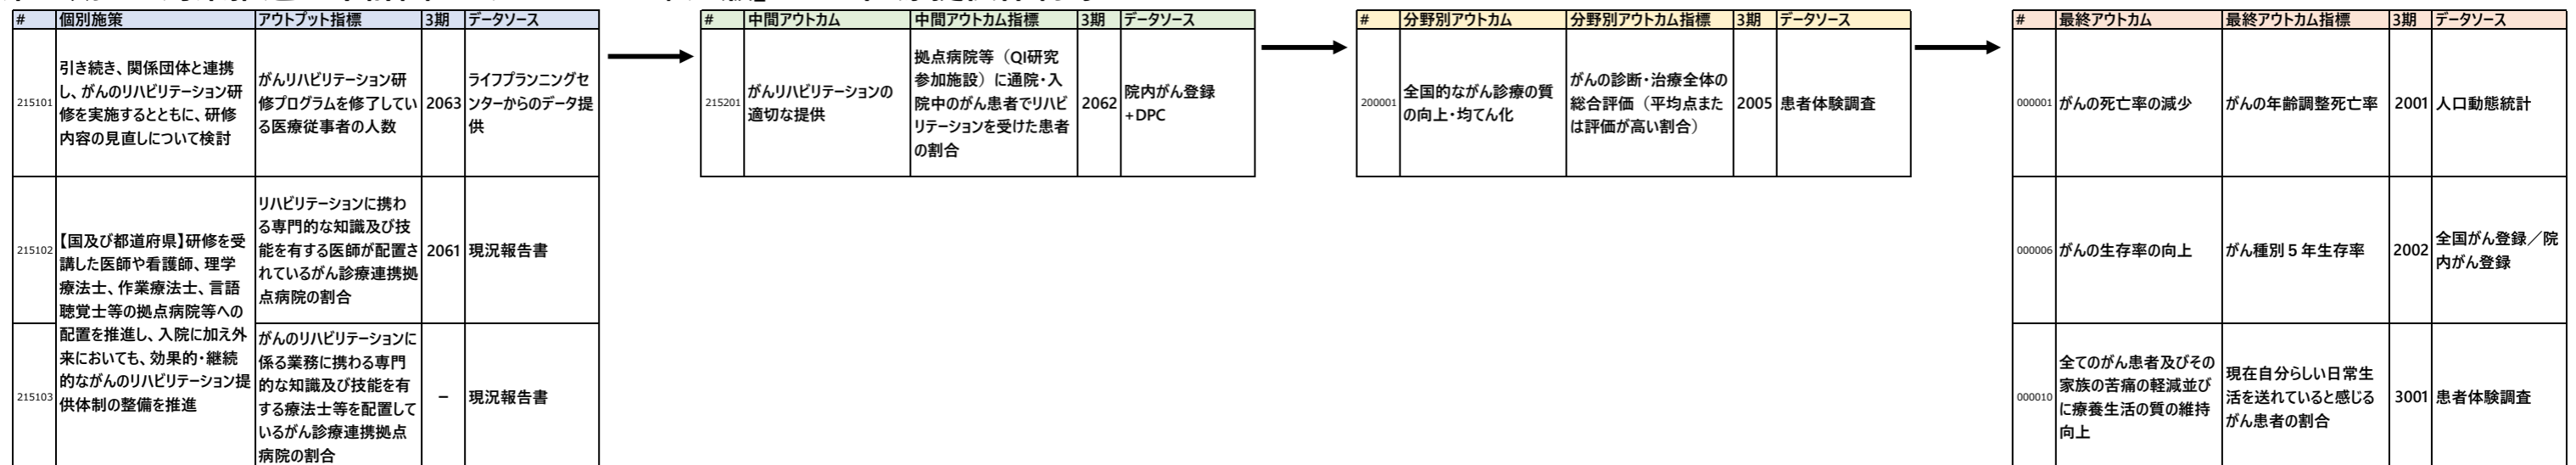 # 個別施策 アウトプット指標 3期 データソース
215101
引き続き、関係団体と連携
し、がんのリハビリテーション研
修を実施するとともに、研修
内容の見直しについて検討
がんリハビリテーション研
修プログラムを修了してい
る医療従事者の人数
2063
ライフプランニングセ
ンターからのデータ提
供
215102
【国及び都道府県】研修を受
講した医師や看護師、理学
療法士、作業療法士、言語
聴覚士等の拠点病院等への
配置を推進し、入院に加え外
来においても、効果的・継続
的ながんのリハビリテーション提
供体制の整備を推進
リハビリテーションに携わ
る専門的な知識及び技
能を有する医師が配置さ
れているがん診療連携拠
点病院の割合
2061
現況報告書
215103
がんのリハビリテーションに
係る業務に携わる専門
的な知識及び技能を有
する療法士等を配置して
いるがん診療連携拠点
病院の割合
－
現況報告書
# 中間アウトカム 中間アウトカム指標 3期 データソース
215201
がんリハビリテーションの
適切な提供
拠点病院等（QI研究
参加施設）に通院・入
院中のがん患者でリハビ
リテーションを受けた患者
の割合
2062
院内がん登録
+DPC
# 分野別アウトカム 分野別アウトカム指標 3期 データソース
200001
全国的ながん診療の質
の向上・均てん化
がんの診断・治療全体の
総合評価（平均点また
は評価が高い割合）
2005
患者体験調査
# 最終アウトカム 最終アウトカム指標 3期 データソース
000001
がんの死亡率の減少
がんの年齢調整死亡率
2001
人口動態統計
000006
がんの生存率の向上
がん種別５年生存率
2002
全国がん登録／院
内がん登録
000010
全てのがん患者及びその
家族の苦痛の軽減並び
に療養生活の質の維持
向上
現在自分らしい日常生
活を送れていると感じる
がん患者の割合
3001
患者体験調査